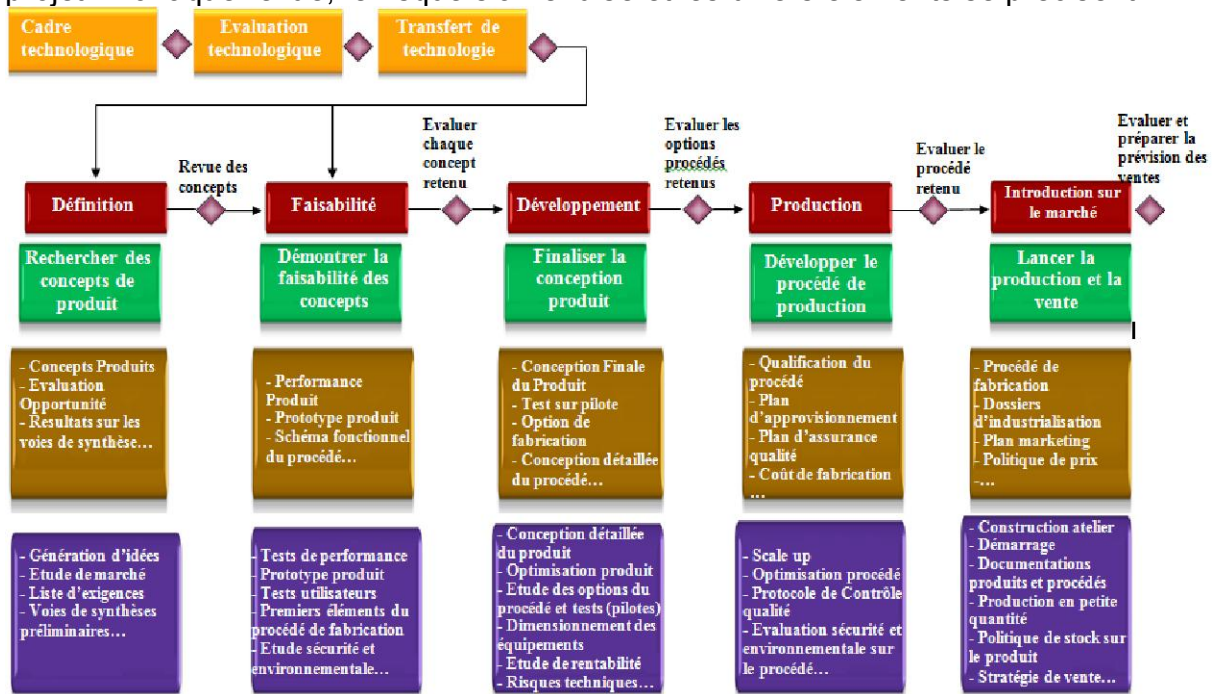 projet
Cadre
technologique
Evaluation
technologique
Transfert de
technologie
Revue des
concepts
Evaluer
chaque
concept
retenu
Evaluer les
options
procédés
retenus
Evaluer le
procédé
retenu
Evaluer et
préparer la
prévision des
ventes
Définition
Faisabilité
Développement
Production
Introduction sur
le marché
Rechercher des
concepts de
produit
Démontrer la
faisabilité des
concepts
Finaliser la
conception
produit
Développer le
procédé de
production
Lancer la
production et la
vente
- Concepts Produits
- Evaluation
Opportunité
- Resultats sur les
voies de synthèse...
- Performance
Produit
- Prototype produit
- Schéma fonctionnel
du procédé...
- Conception Finale
du Produit
- Test sur pilote
- Option de
fabrication
- Conception détaillée
du procédé...
- Qualification du
procédé
- Plan
d'approvisionnement
- Plan d'assurance
qualité
- Coût de fabrication
...
- Procédé de
fabrication
- Dossiers
d'industrialisation
- Plan marketing
- Politique de prix
-...
- Génération d'idées
- Etude de marché
- Liste d'exigences
- Voies de synthèses
préliminaires...
- Tests de performance
- Prototype produit
- Tests utilisateurs
- Premiers éléments du
procédé de fabrication
- Etude sécurité et
environnementale...
- Conception détaillée
du produit
- Optimisation produit
- Etude des options du
procédé et tests (pilotes)
- Dimensionnement des
équipements
- Etude de rentabilité
- Risques techniques...
- Scale up
- Optimisation procédé
- Protocole de Contrôle
qualité
- Evaluation sécurité et
environnementale sur
le procédé...
- Construction atelier
- Démarrage
- Documentations
produits et procédés
- Production en petite
quantité
- Politique de stock sur
le produit
- Stratégie de vente...